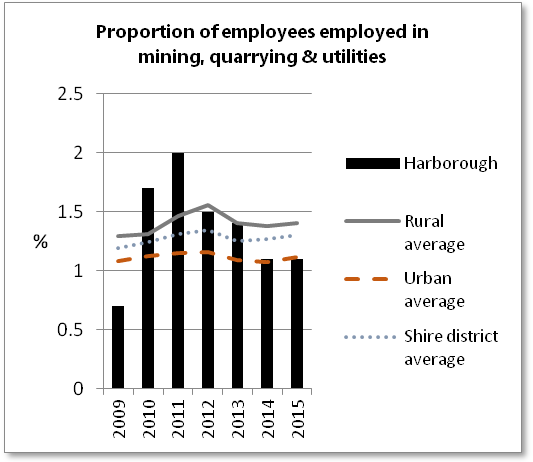 Proportion of employees employed in
mining, quarrying & utilities
2.5
2
1.5
1
0.5
0
%
2009
2010
2011
2012
2013
2014
2015
Harborough
Rural
average
Urban
average
Shire district
average